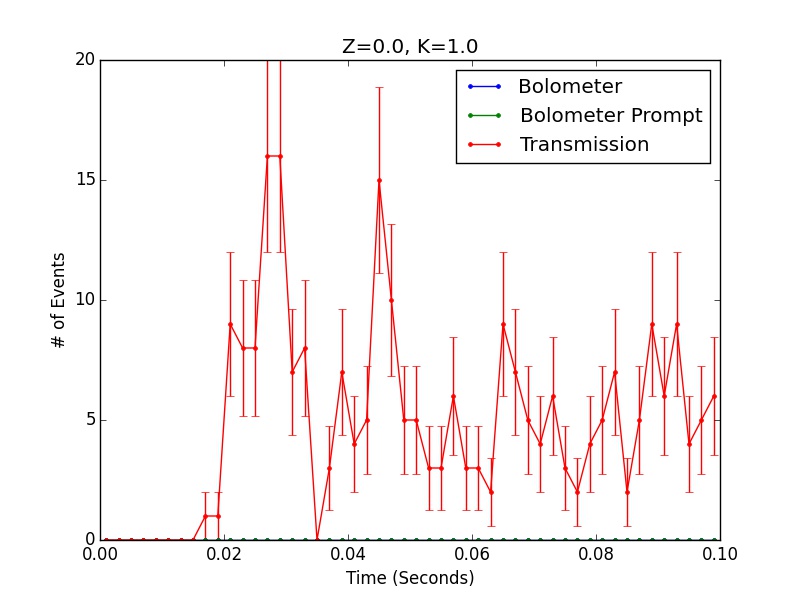 Z=0.0, K=1.0
Bolometer
Bolometer Prompt
Transmission
# of Events
20
15
10
5
0
0.00 0.02 0.04 0.06 0.08 0.10
Time (Seconds)